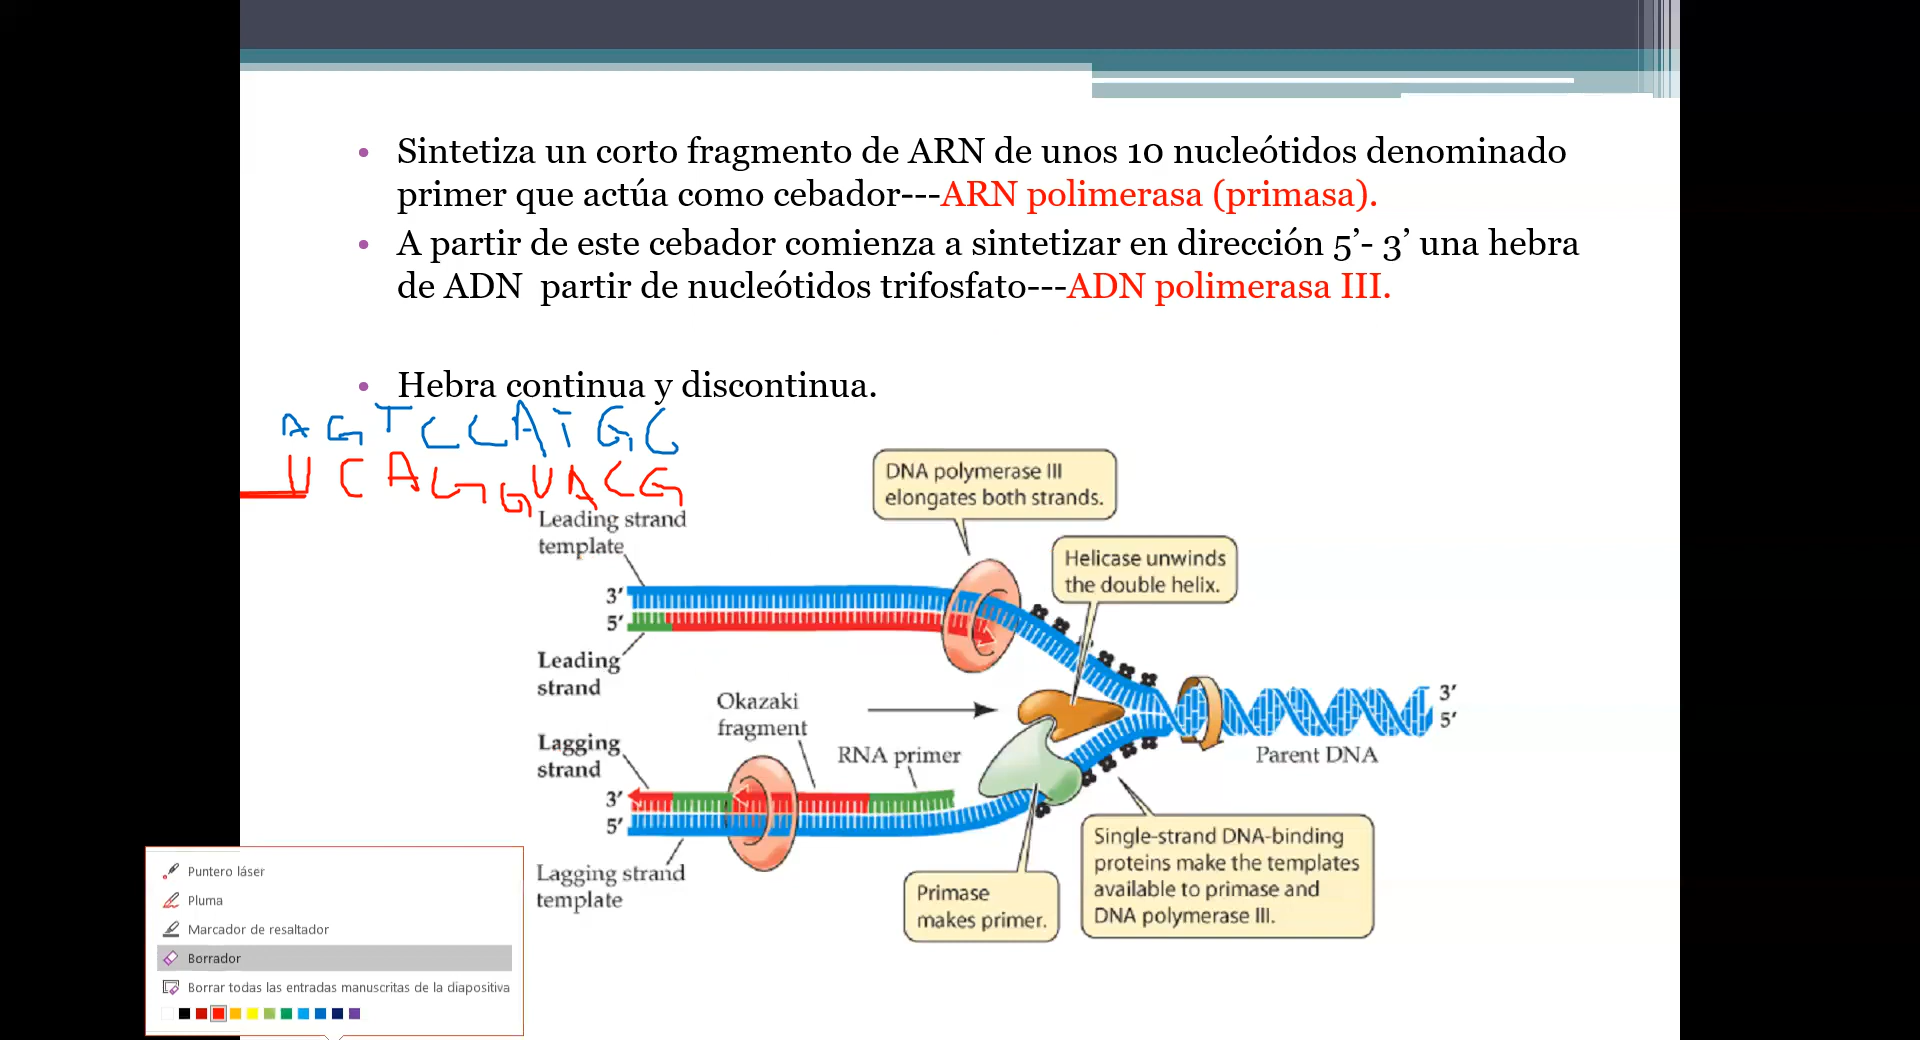 • Sintetiza un corto fragmento de ARN de unos 10 nucleótidos denominado
primer que actúa como cebador---ARN polimerasa (primasa).
• A partir de este cebador comienza a sintetizar en dirección 5’- 3’ una hebra
de ADN partir de nucleótidos trifosfato---ADN polimerasa III.
• Hebra continua y discontinua.
A G T C C A T G C
U C A G G U A C G
DNA polymerase III
elongates both strands.
Leading strand
template
Helicase unwinds
the double helix.
3’
5’
Leading
strand
Okazaki
fragment
RNA primer
3’
5’
Parent DNA
Lagging
strand
3’
5’
Lagging strand
template
Primase
makes primer.
Single-strand DNA-binding
proteins make the templates
available to primase and
DNA polymerase III.
Puntero láser
Pluma
Marcador de resaltador
Borrador
Borrar todas las entradas manuscritas de la diapositiva